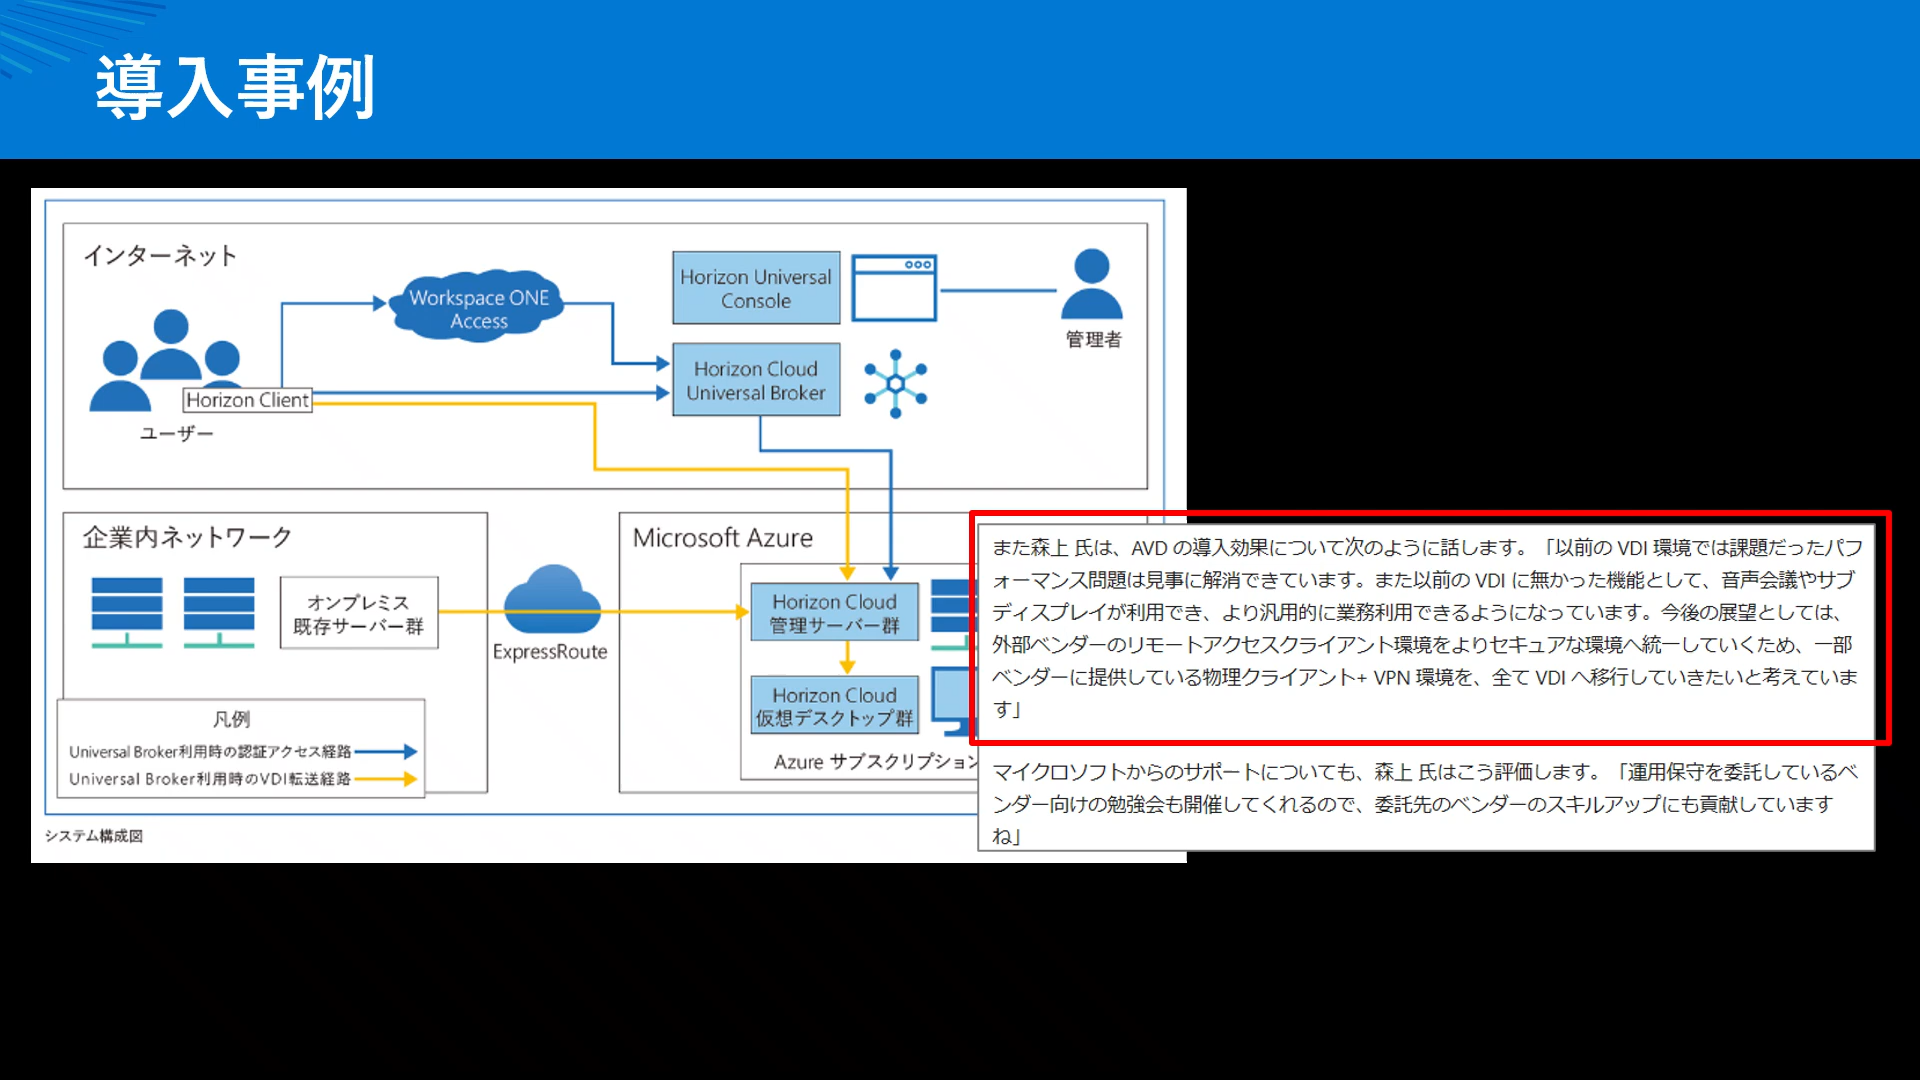 導入事例
インターネット
Workspace ONE
Access
Horizon Universal
Console
管理者
Horizon Cloud
Universal Broker
Horizon Client
ユーザー
企業内ネットワーク
オンプレミス
既存サーバー群
ExpressRoute
Microsoft Azure
Horizon Cloud
管理サーバー群
Horizon Cloud
仮想デスクトップ群
Azure サブスクリプション
凡例
Universal Broker利用時の認証アクセス経路
Universal Broker利用時のVDI転送経路
システム構成図
また森上 氏は、AVD の導入効果について次のように話します。「以前の VDI 環境では課題だったパフ
ォーマンス問題は見事に解消できています。また以前の VDI に無かった機能として、音声会議やサブ
ディスプレイが利用でき、より汎用的に業務利用できるようになっています。今後の展望としては、
外部ベンダーのリモートアクセスクライアント環境をよりセキュアな環境へ統一していくため、一部
ベンダーに提供している物理クライアント+ VPN 環境を、全て VDI へ移行していきたいと考えていま
す」
マイクロソフトからのサポートについても、森上 氏はこう評価します。「運用保守を委託しているベ
ンダー向けの勉強会も開催してくれるので、委託先のベンダーのスキルアップにも貢献しています
ね」